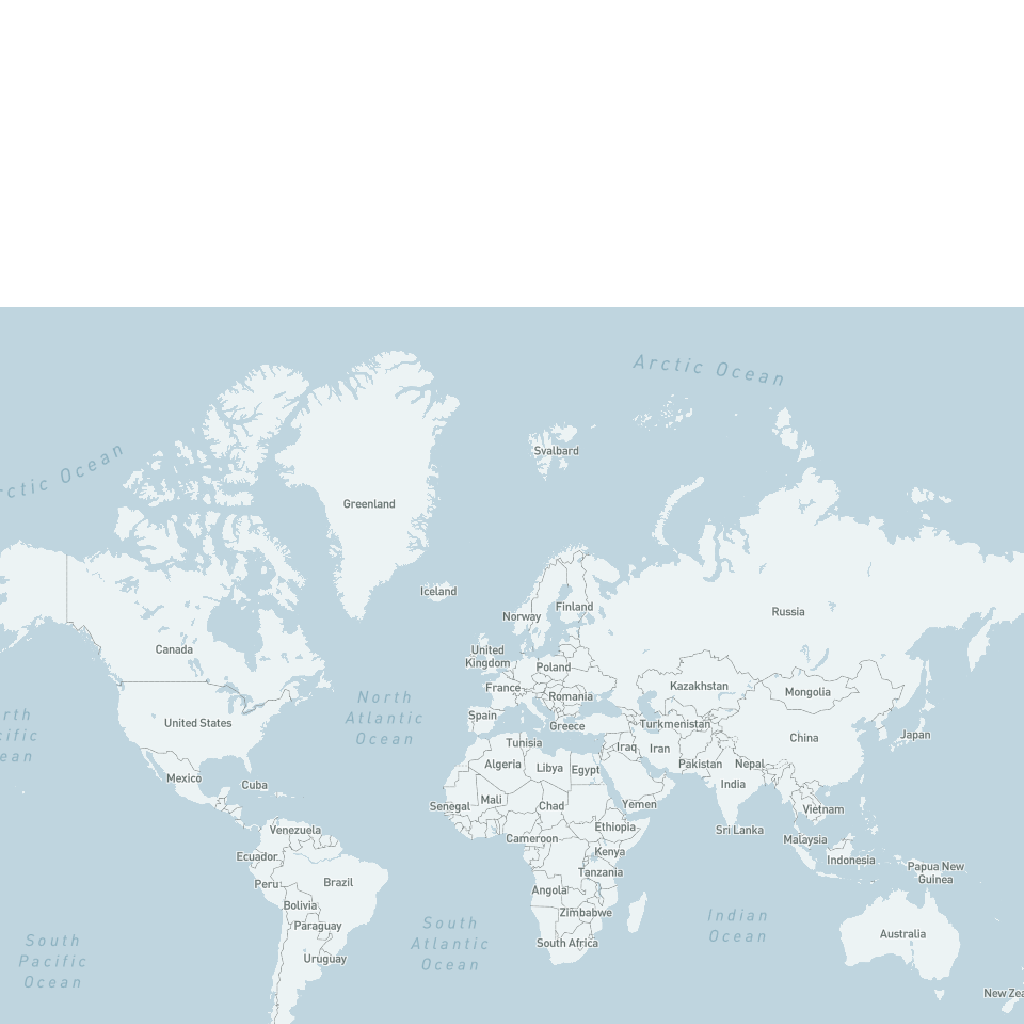 Arctic Ocean
rctic Ocean
Svalbard
Greenland
Iceland
Norway
Finland
Russia
Canada
United
Kingdom
Poland
France
Kazakhstan
Mongolia
Romania
North
Atlantic
Ocean
rth
cific
ean
Spain
United States
Greece
Turkmenistan
China
Japan
Tunisia
Iraq
Iran
Algeria
Libya
Egypt
Pakistan
Nepal
India
Mexico
Cuba
Senegal
Mali
Chad
Yemen
Vietnam
Venezuela
Cameroon
Ethiopia
Sri Lanka
Malaysia
Ecuador
Kenya
Indonesia
Papua New
Guinea
Peru
Brazil
Tanzania
Angola
Bolivia
Zimbabwe
Paraguay
South
Atlantic
Ocean
Indian
Ocean
Australia
South Africa
South
Pacific
Ocean
Uruguay
New Zea